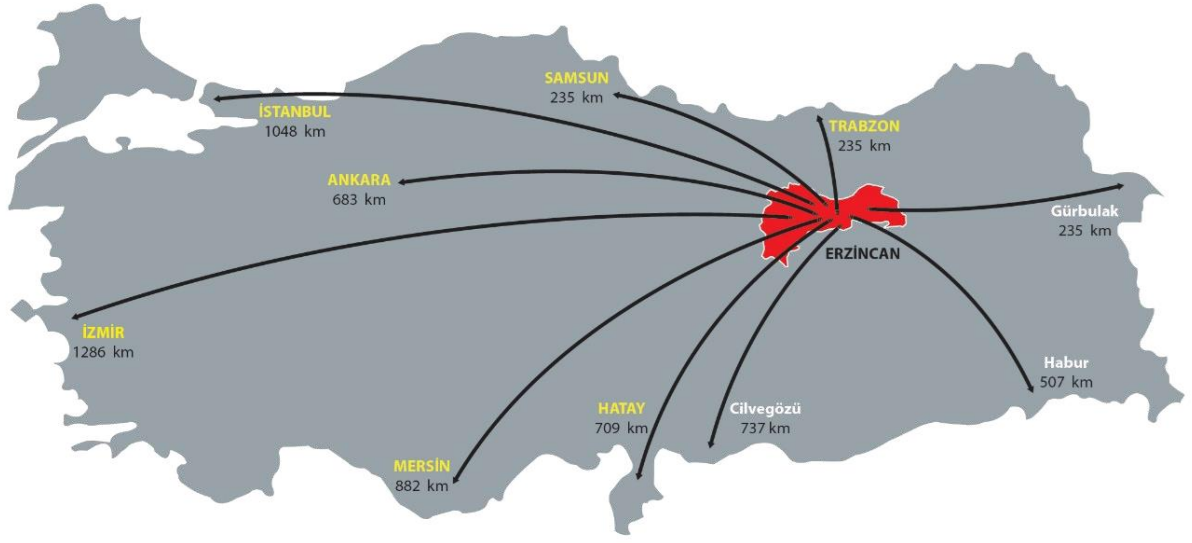 SAMSUN
235 km
İSTANBUL
1048 km
TRABZON
235 km
ANKARA
683 km
Gürbulak
235 km
ERZİNCAN
İZMİR
1286 km
Habur
507 km
HATAY
709 km
Cilvegözü
737 km
MERSİN
882 km